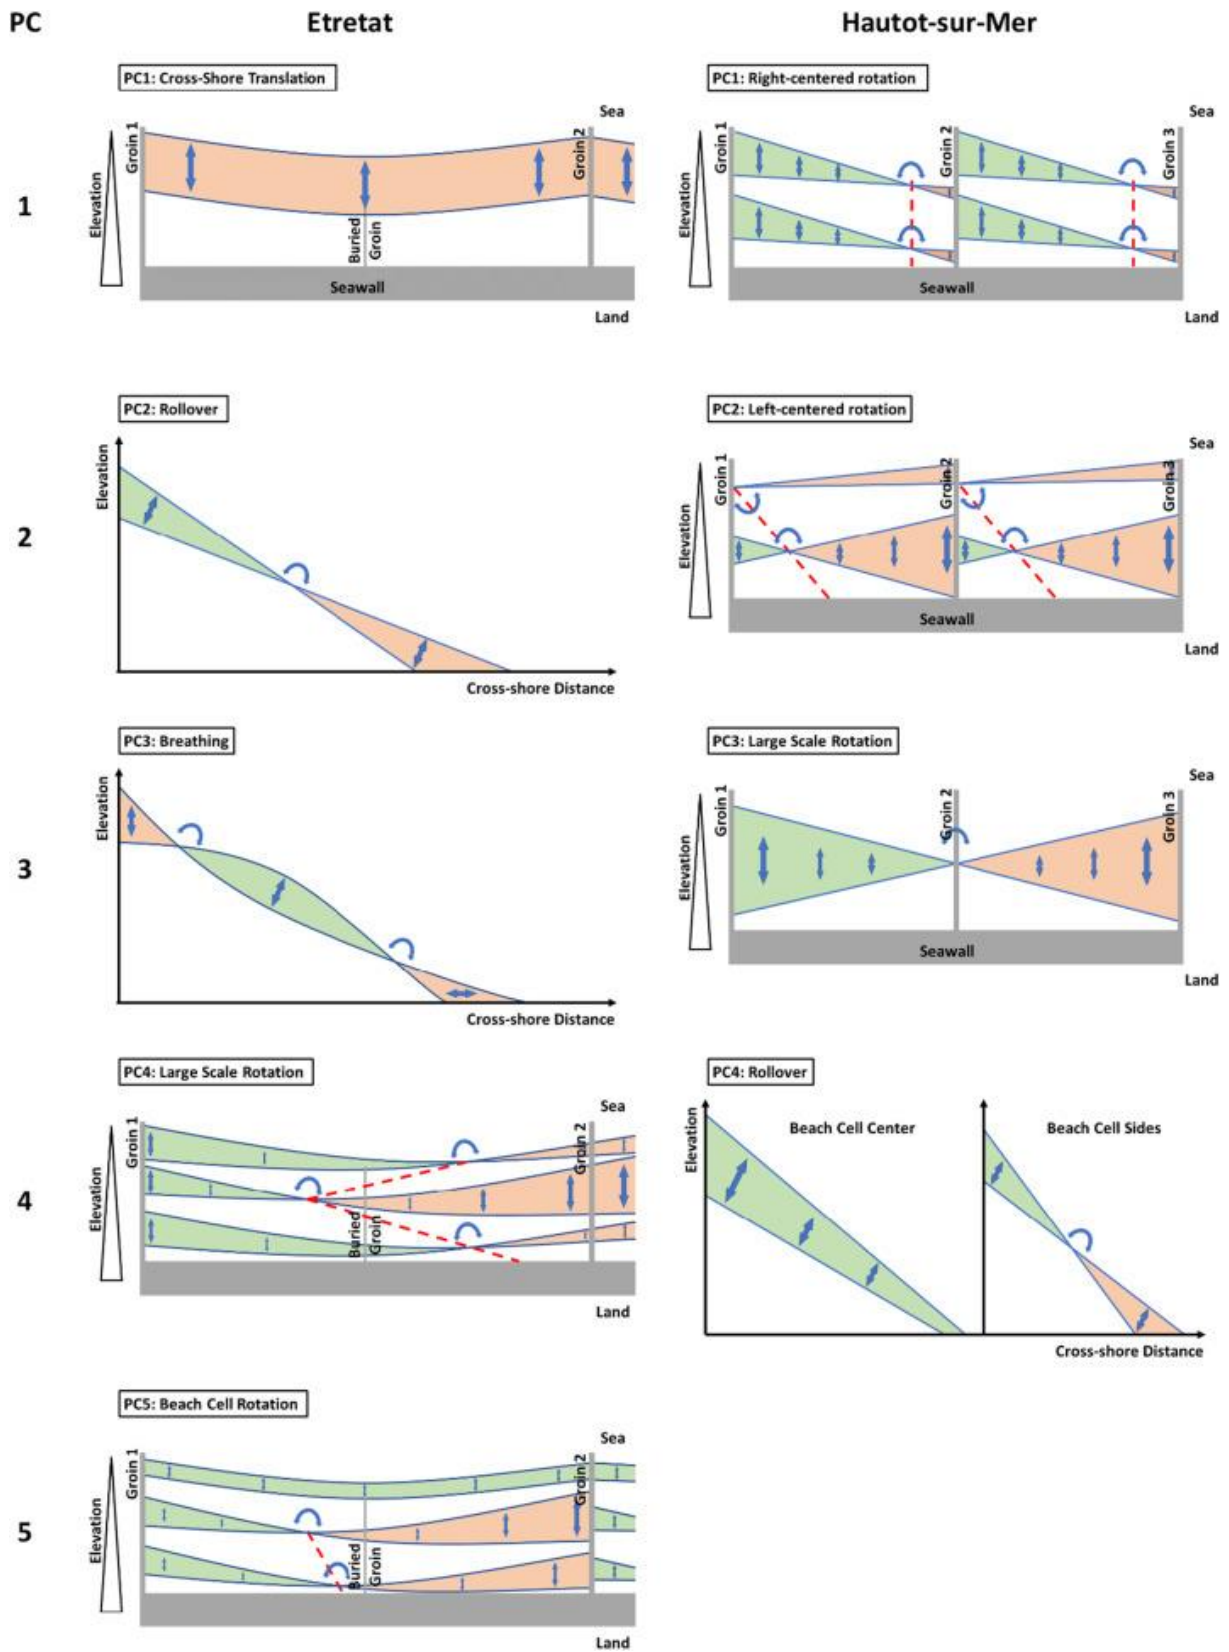 PC
Etretat
Hautot-sur-Mer
1
PC1: Cross-Shore Translation
Sea
Elevation
Groin 1
Groin 2
Buried
Groin
Seawall
Land
PC1: Right-centered rotation
Sea
Elevation
Groin 1
Groin 2
Groin 3
Seawall
Land
2
PC2: Rollover
Elevation
Cross-shore Distance
PC2: Left-centered rotation
Sea
Elevation
Groin 1
Groin 2
Groin 3
Seawall
Land
3
PC3: Breathing
Elevation
Cross-shore Distance
PC3: Large Scale Rotation
Sea
Elevation
Groin 1
Groin 2
Groin 3
Seawall
Land
4
PC4: Large Scale Rotation
Sea
Elevation
Groin 1
Groin 2
Buried
Groin
Land
PC4: Rollover
Elevation
Beach Cell Center
Beach Cell Sides
Cross-shore Distance
5
PC5: Beach Cell Rotation
Sea
Elevation
Groin 1
Groin 2
Buried
Groin
Land